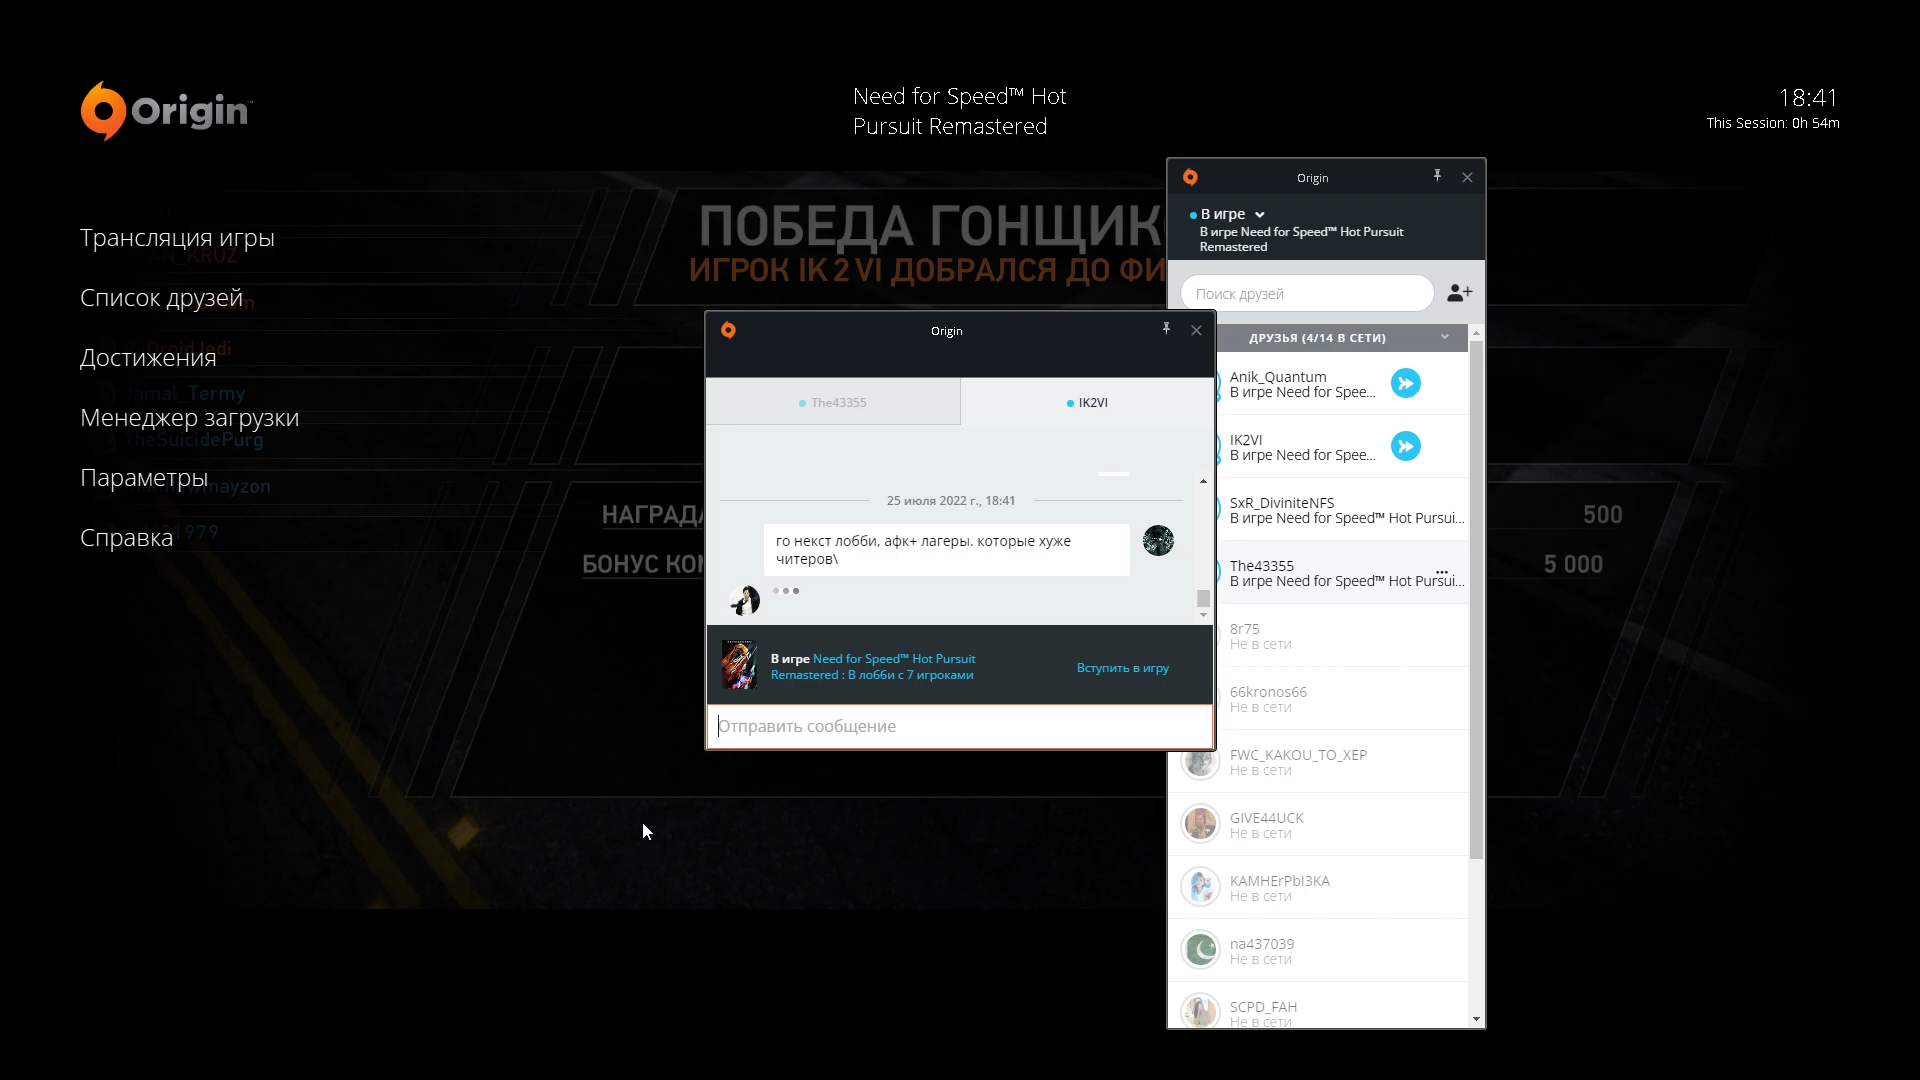 Origin
Need for Speed™ Hot
Pursuit Remastered
18:41
This Session: 0h 54m
Трансляция игры
Список друзей
Достижения
Менеджер загрузки
Параметры
Справка
Jamal_Termy
TheSuicidePurg
ПОБЕДА ГОНЩИК
ИГРОК IK2VI ДОБРАЛСЯ ДО ФИ
НАГРАДА
500
БОНУС КОМ
5 000
Origin
The43355
IK2VI
25 июля 2022 г., 18:41
го некст лобби, афк+ лагеры. которые хуже
читеров\
В игре Need for Speed™ Hot Pursuit
Remastered : В лобби с 7 игроками
Вступить в игру
Отправить сообщение
Origin
В игре
В игре Need for Speed™ Hot Pursuit
Remastered
Поиск друзей
ДРУЗЬЯ (4/14 В СЕТИ)
Anik_Quantum
В игре Need for Spee...
IK2VI
В игре Need for Spee...
SxR_DiviniteNFS
В игре Need for Speed™ Hot Pursui...
The43355
В игре Need for Speed™ Hot Pursui...
8r75
Не в сети
66kronos66
Не в сети
FWC_KAKOU_TO_XEP
Не в сети
GIVE44UCK
Не в сети
KAMHErPbI3KA
Не в сети
na437039
Не в сети
SCPD_FAH
Не в сети